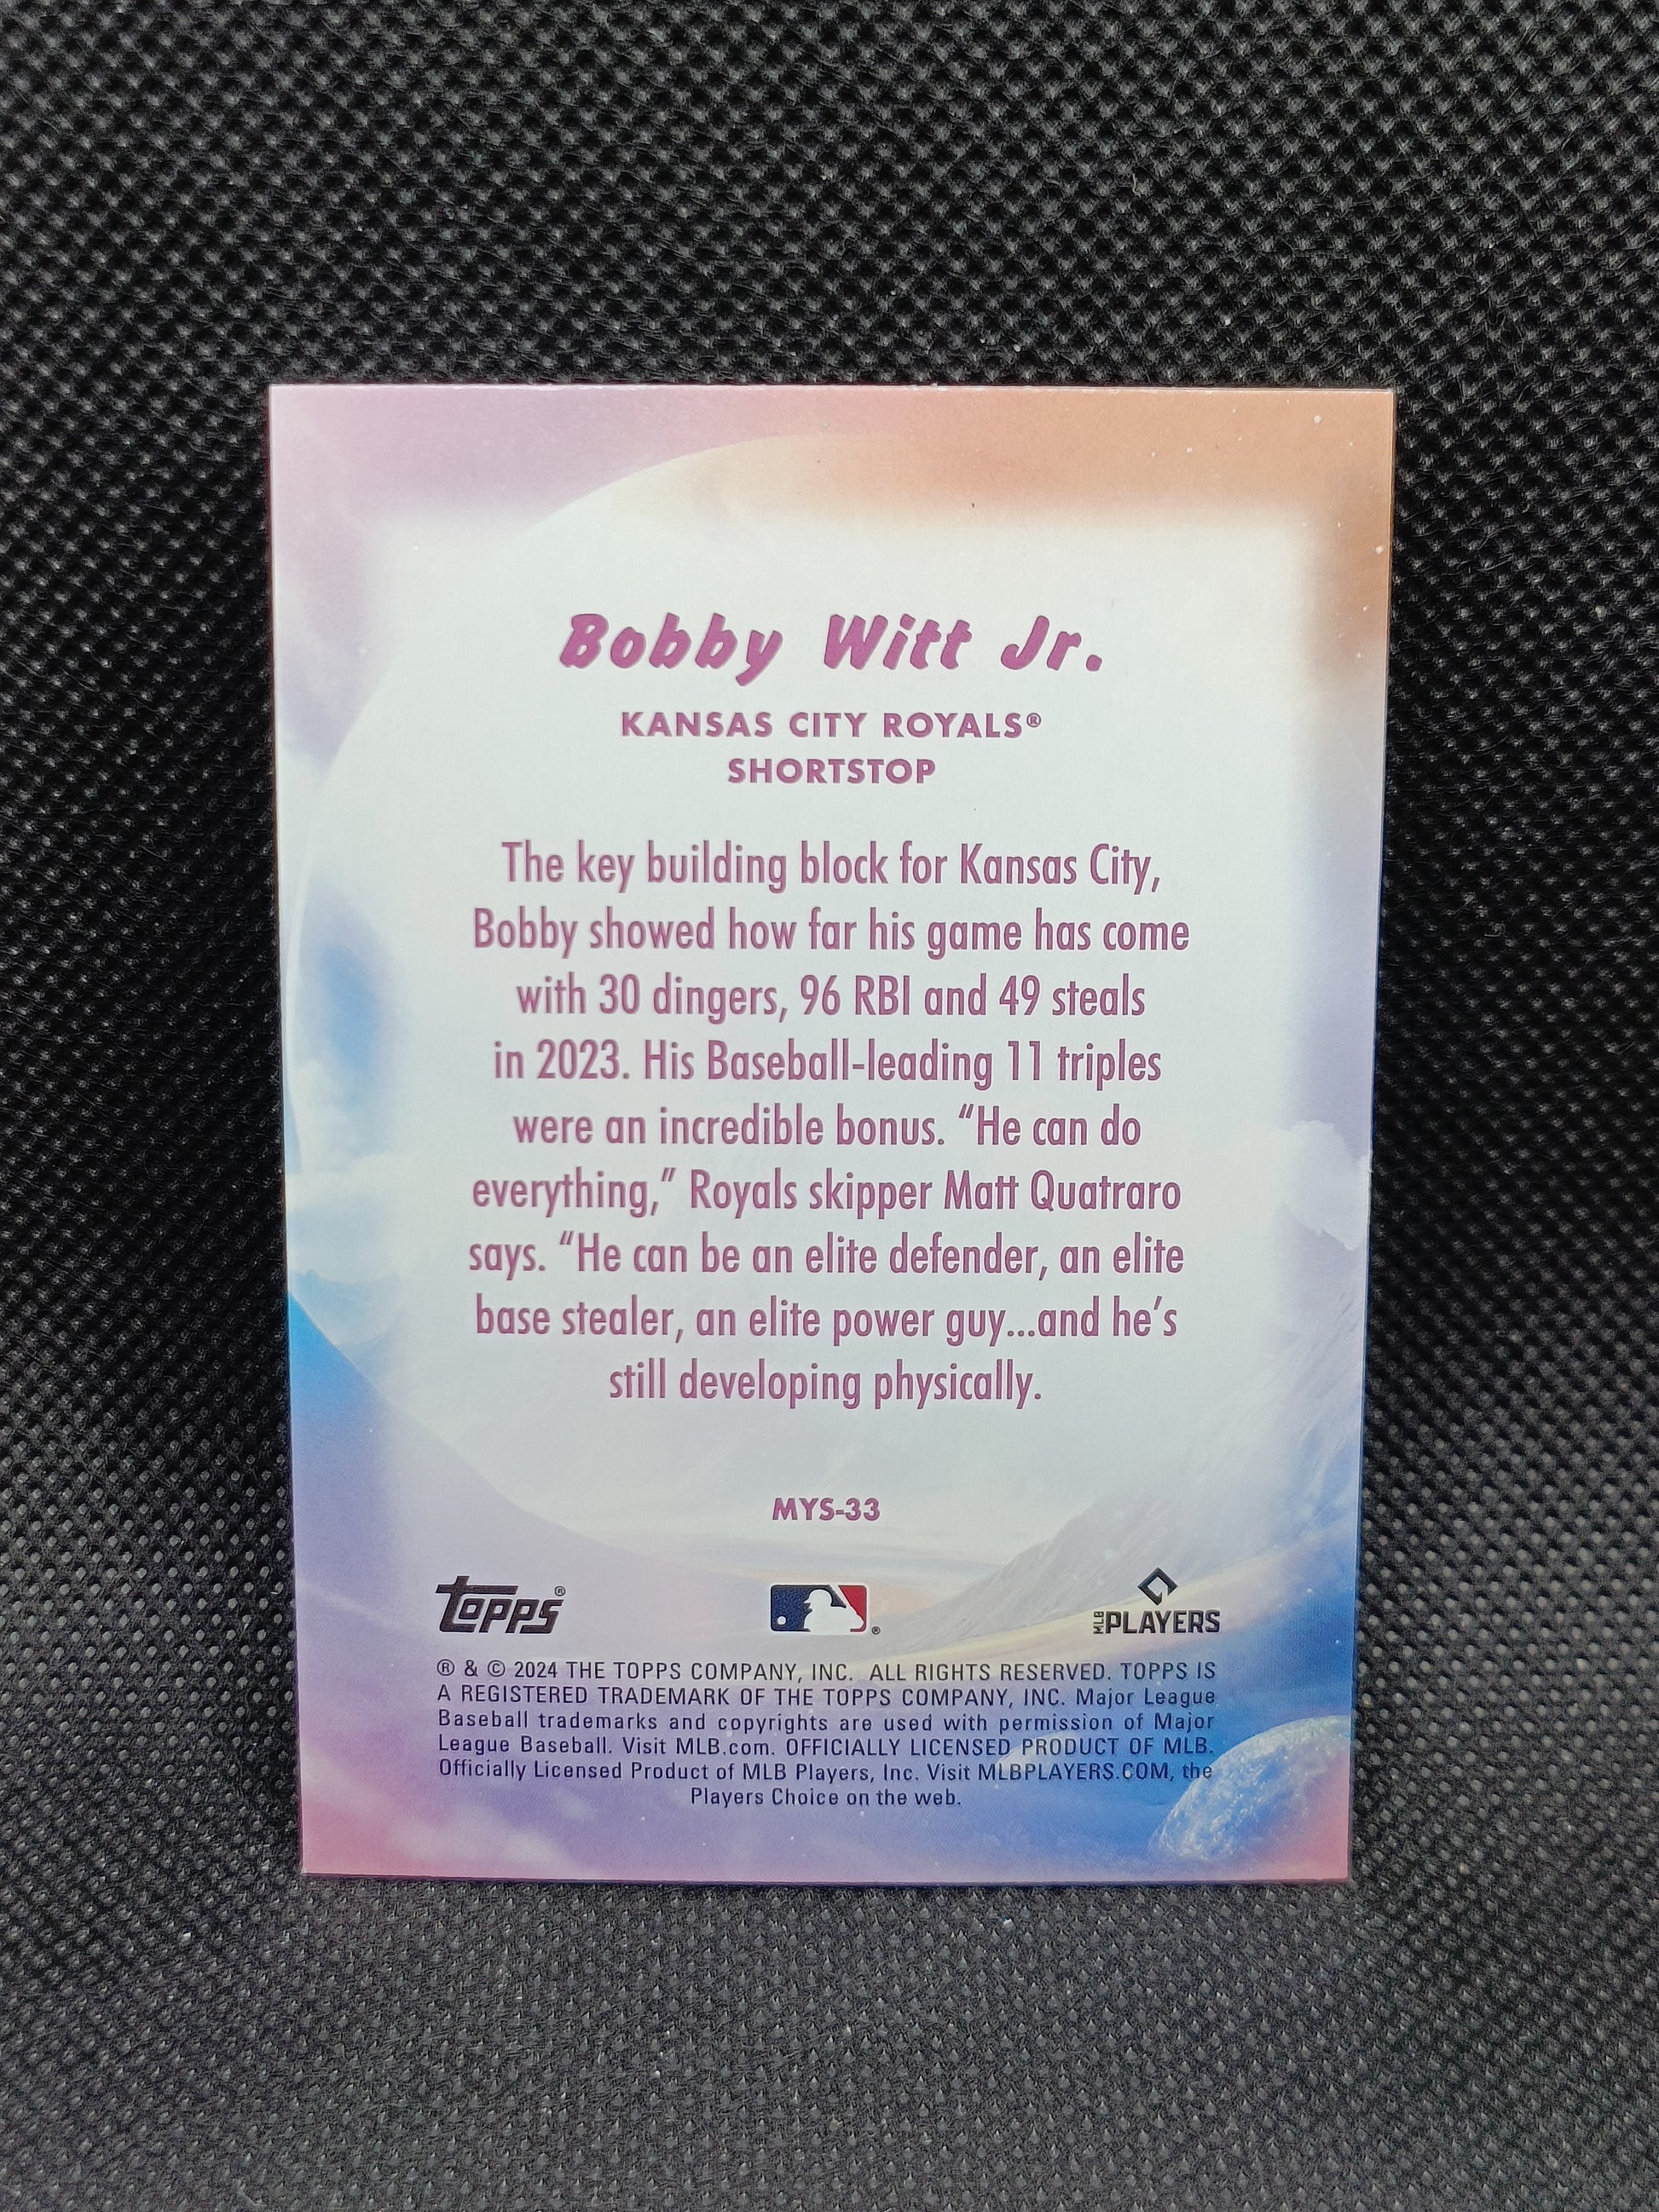 Bobby Witt Jr.
KANSAS CITY ROYALS®
SHORTSTOP
The key building block for Kansas City,
Bobby showed how far his game has come
with 30 dingers, 96 RBI and 49 steals
in 2023. His Baseball-leading 11 triples
were an incredible bonus. “He can do
everything,” Royals skipper Matt Quatraro
says. “He can be an elite defender, an elite
base stealer, an elite power guy...and he’s
still developing physically.
MYS-33
topps®
®
MLB PLAYERS
® & © 2024 THE TOPPS COMPANY, INC. ALL RIGHTS RESERVED. TOPPS IS
A REGISTERED TRADEMARK OF THE TOPPS COMPANY, INC. Major League
Baseball trademarks and copyrights are used with permission of Major
League Baseball. Visit MLB.com. OFFICIALLY LICENSED PRODUCT OF MLB.
Officially Licensed Product of MLB Players, Inc. Visit MLBPLAYERS.COM, the
Players Choice on the web.